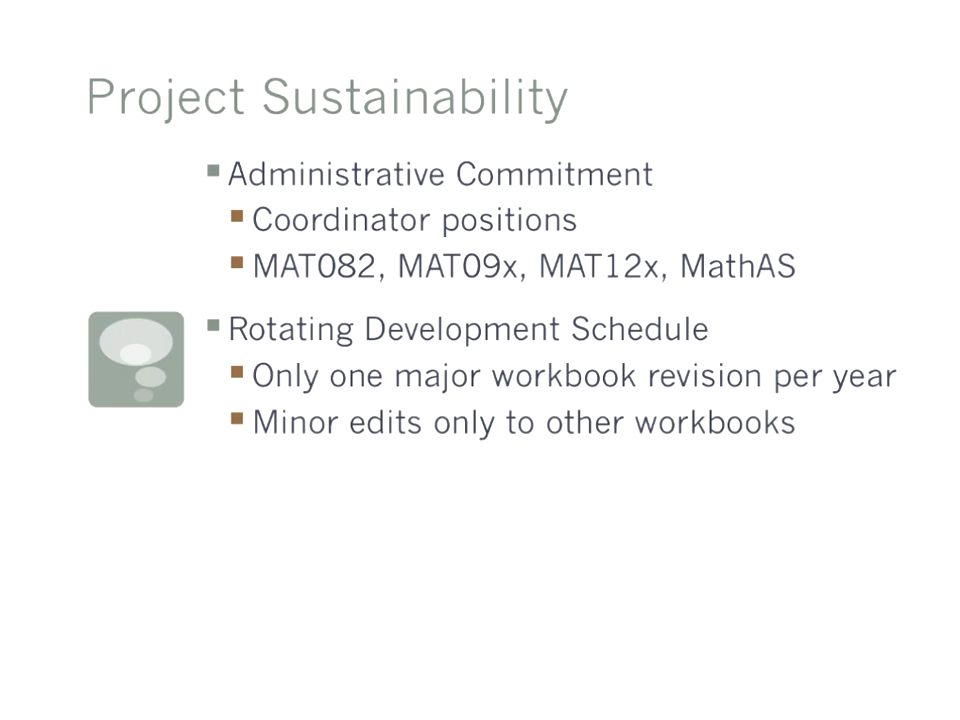 Project Sustainability
Administrative Commitment
Coordinator positions
MAT082, MAT09x, MAT12x, MathAS
Rotating Development Schedule
Only one major workbook revision per year
Minor edits only to other workbooks